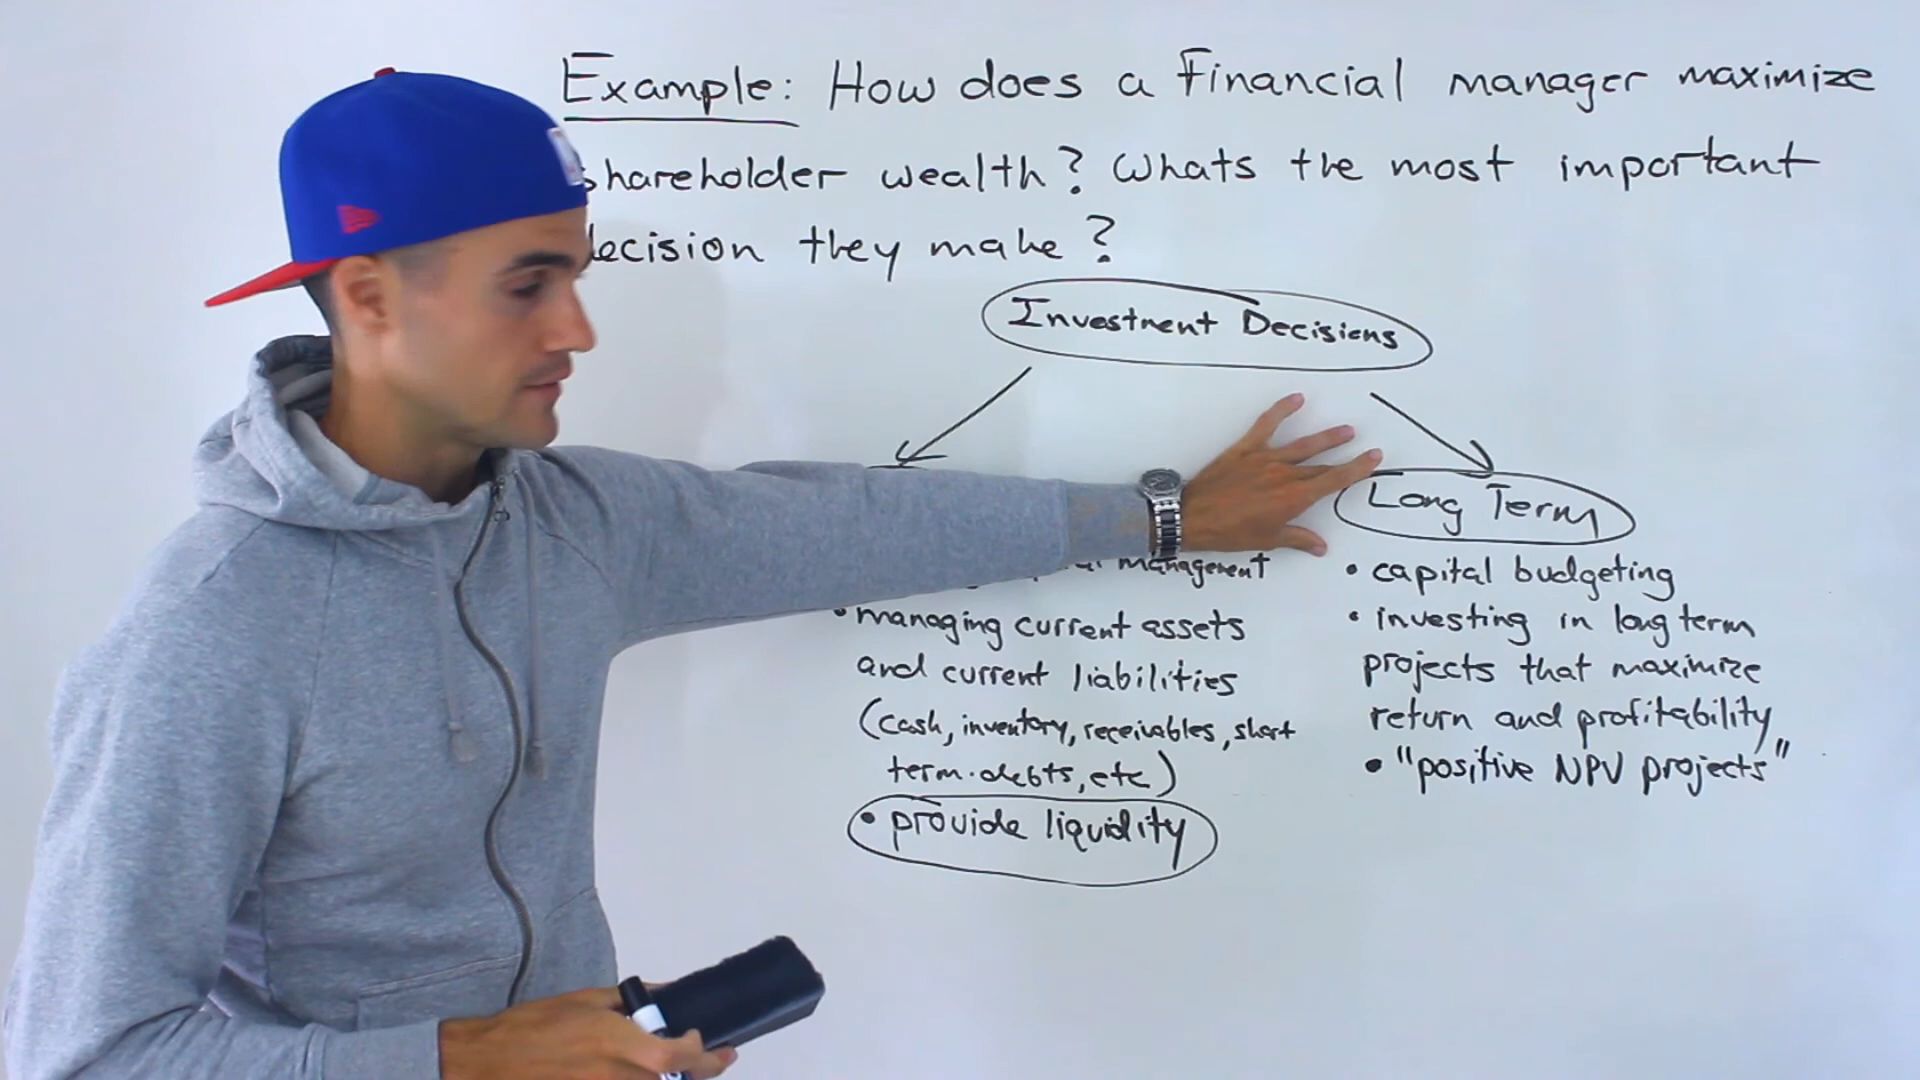 Example: How does a financial manager maximize
shareholder wealth? Whats the most important
decision they make?
Investment Decisions
Long Term
management
• managing current assets
and current liabilities
(cash, inventory, receivables, short
term debts, etc)
• provide liquidity
• capital budgeting
• investing in long term
projects that maximize
return and profitability
• "positive NPV projects"